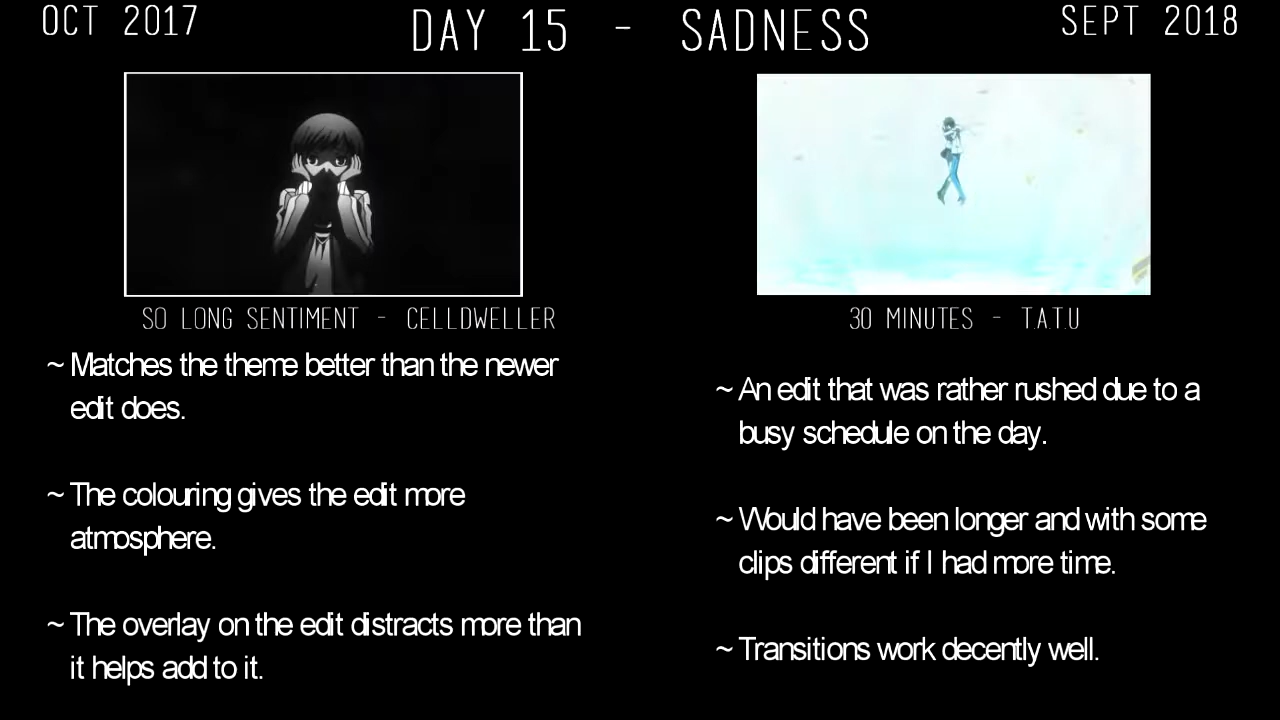 OCT 2017
DAY 15 - SADNESS
SEPT 2018
SO LONG SENTIMENT - CELLDWELLER
~ Matches the theme better than the newer
edit does.
~ The colouring gives the edit more
atmosphere.
~ The overlay on the edit distracts more than
it helps add to it.
30 MINUTES - T.A.T.U
~ An edit that was rather rushed due to a
busy schedule on the day.
~ Would have been longer and with some
clips different if I had more time.
~ Transitions work decently well.